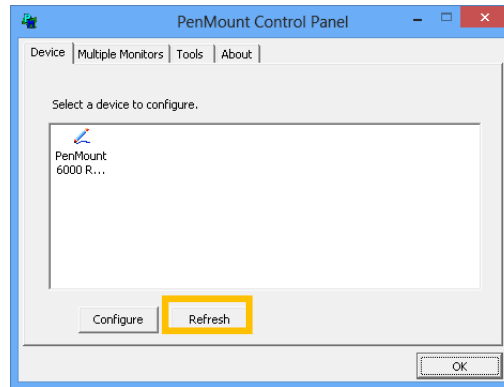 PenMount Control Panel
Device Multiple Monitors Tools About
Select a device to configure.
PenMount
6000 R...
Configure Refresh
OK